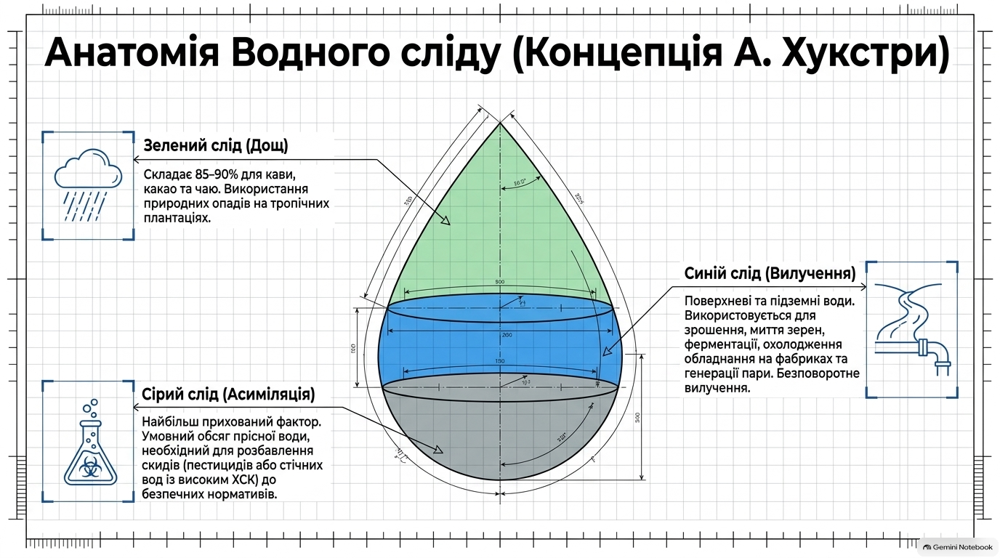 Анатомія Водного сліду (Концепція А. Хукстри)
Зелений слід (Дощ)
Складає 85–90% для кави,
какао та чаю. Використання
природних опадів на тропічних
плантаціях.
Синій слід (Вилучення)
Поверхневі та підземні води.
Використовується для
зрошення, миття зерен,
ферментації, охолодження
обладнання на фабриках та
генерації пари. Безповоротне
вилучення.
Сірий слід (Асиміляція)
Найбільш прихований фактор.
Умовний обсяг прісної води,
необхідний для розбавлення
скидів (пестицидів або стічних
вод із високим ХСК) до
безпечних нормативів.
500
200
130
500
Gemini Notebook